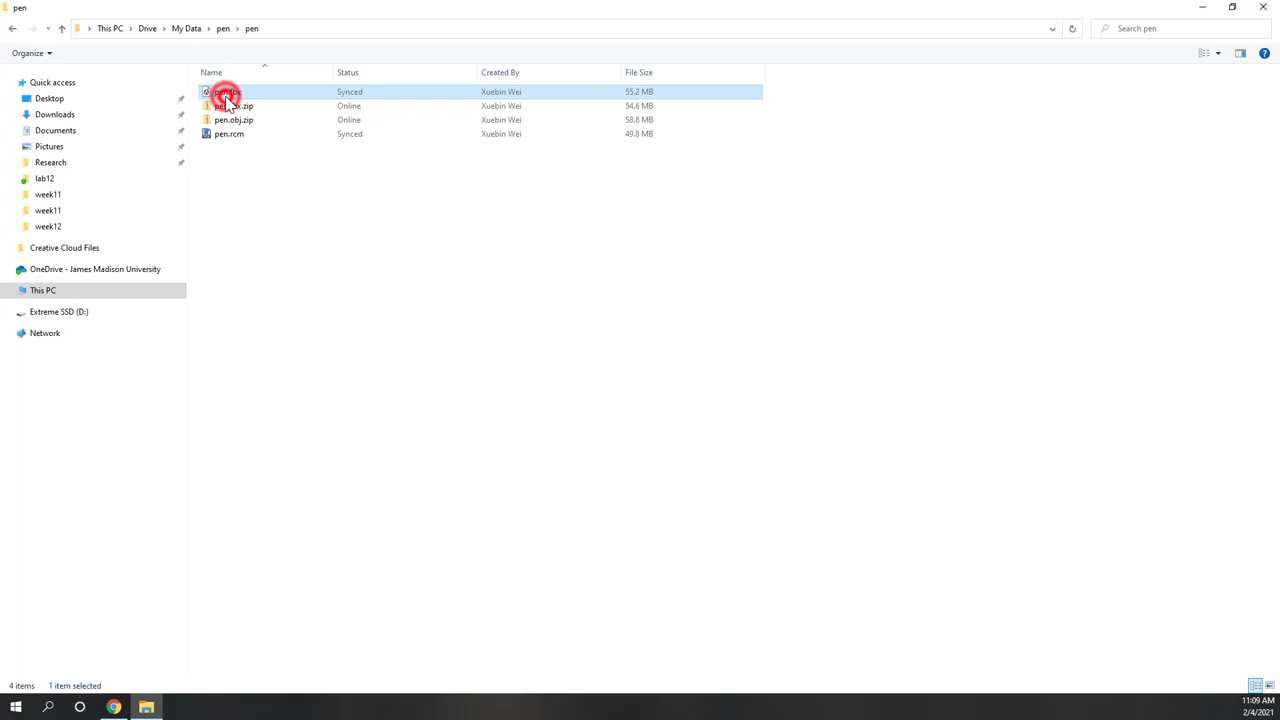 pen
This PC > Drive > My Data > pen > pen
Search pen
Organize
Name Status Created By File Size
Synced Xuebin Wei 55.2 MB
Online Xuebin Wei 54.6 MB
pen.obj.zip Online Xuebin Wei 58.8 MB
pen.rcm Synced Xuebin Wei 49.8 MB
Quick access
Desktop
Downloads
Documents
Pictures
Research
lab12
week11
week11
week12
Creative Cloud Files
OneDrive - James Madison University
This PC
Extreme SSD (D:)
Network
4 items 1 item selected
11:09 AM
2/4/2021